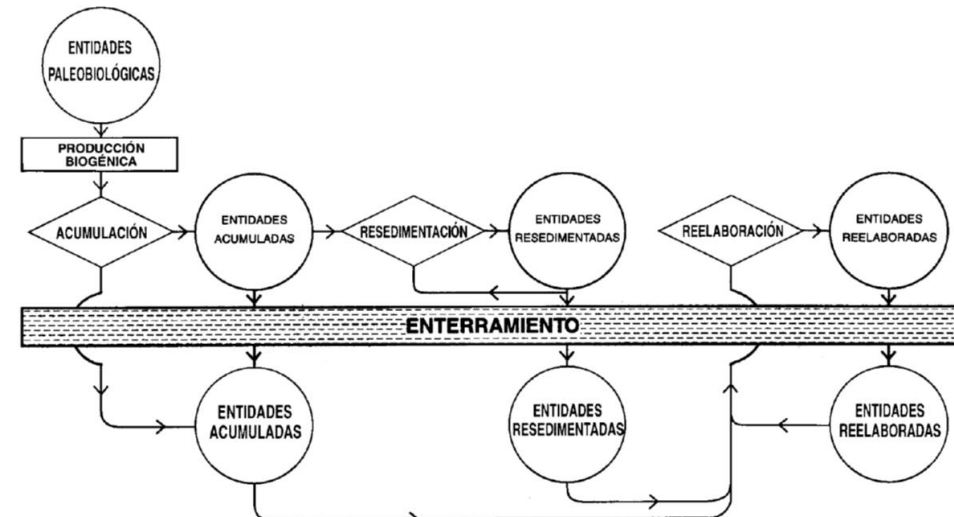 ENTIDADES
PALEOBIOLÓGICAS
PRODUCCIÓN
BIOGÉNICA
ACUMULACIÓN
ENTIDADES
ACUMULADAS
RESEDIMENTACIÓN
ENTIDADES
RESEDIMENTADAS
REELABORACIÓN
ENTIDADES
REELABORADAS
ENTERRAMIENTO
ENTIDADES
ACUMULADAS
ENTIDADES
RESEDIMENTADAS
ENTIDADES
REELABORADAS